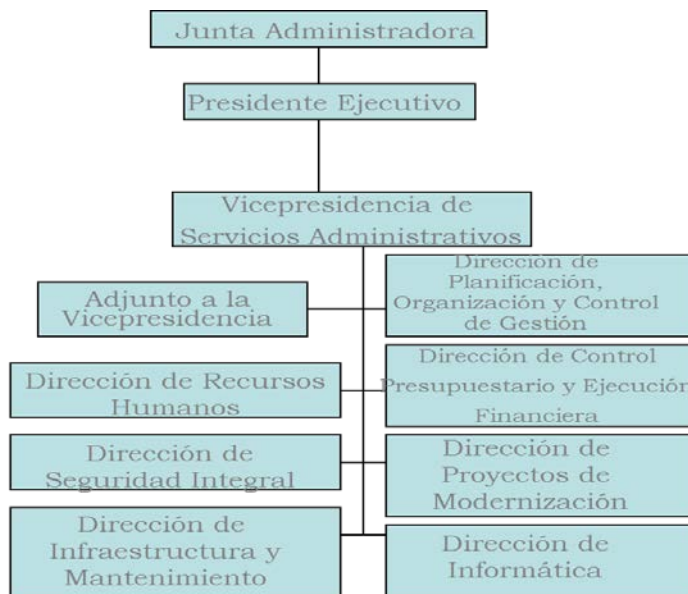 Junta Administradora
Presidente Ejecutivo
Vicepresidencia de
Servicios Administrativos
Adjunto a la
Vicepresidencia
Dirección de
Planificación,
Organización y Control
de Gestión
Dirección de Recursos
Humanos
Dirección de Control
Presupuestario y Ejecución
Financiera
Dirección de
Seguridad Integral
Dirección de
Proyectos de
Modernización
Dirección de
Infraestructura y
Mantenimiento
Dirección de
Informática